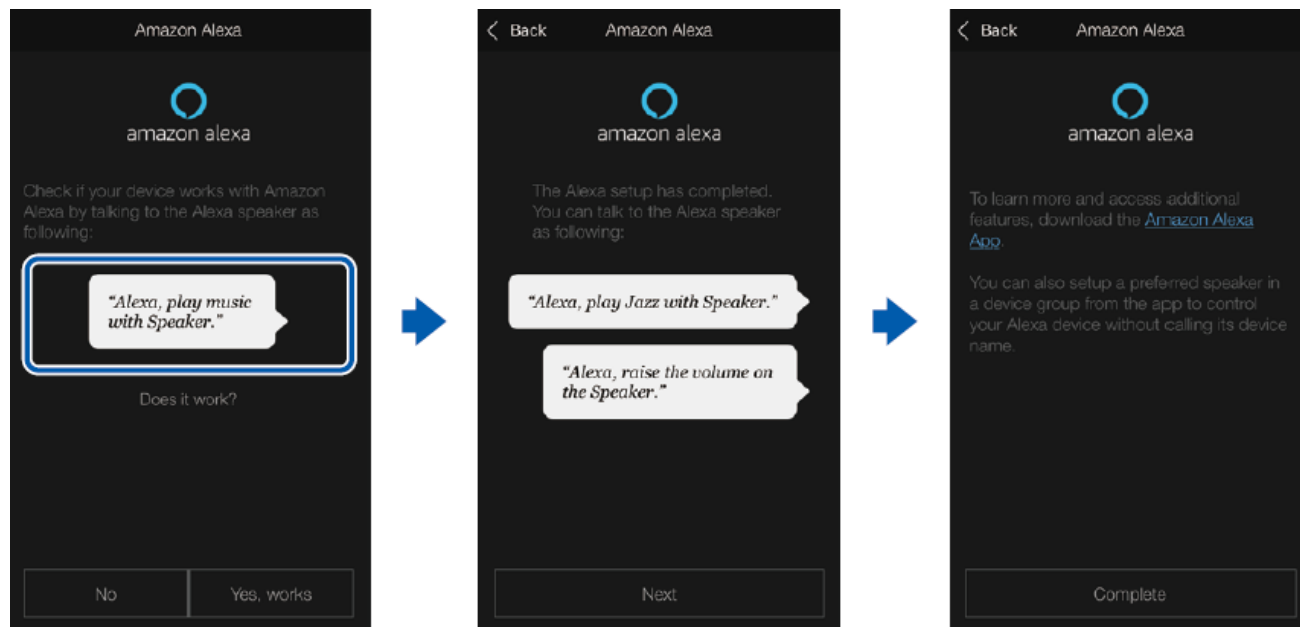 Amazon Alexa
amazon alexa
Check if your device works with Amazon
Alexa by talking to the Alexa speaker as
following:
"Alexa, play music
with Speaker."
Does it work?
No
Yes, works
Back
Amazon Alexa
amazon alexa
The Alexa setup has completed.
You can talk to the Alexa speaker
as following:
"Alexa, play Jazz with Speaker."
"Alexa, raise the volume on
the Speaker."
Next
Back
Amazon Alexa
amazon alexa
To learn more and access additional
features, download the Amazon Alexa
App.
You can also setup a preferred speaker in
a device group from the app to control
your Alexa device without calling its device
name.
Complete